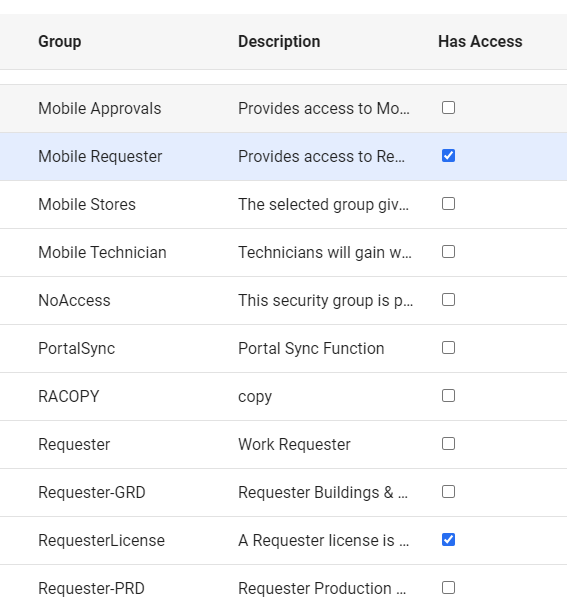 Group Description Has Access
Mobile Approvals Provides access to Mo...
Mobile Requester Provides access to Re...
Mobile Stores The selected group giv...
Mobile Technician Technicians will gain w...
NoAccess This security group is p...
PortalSync Portal Sync Function
RACOPY copy
Requester Work Requester
Requester-GRD Requester Buildings & ...
RequesterLicense A Requester license is ...
Requester-PRD Requester Production ...